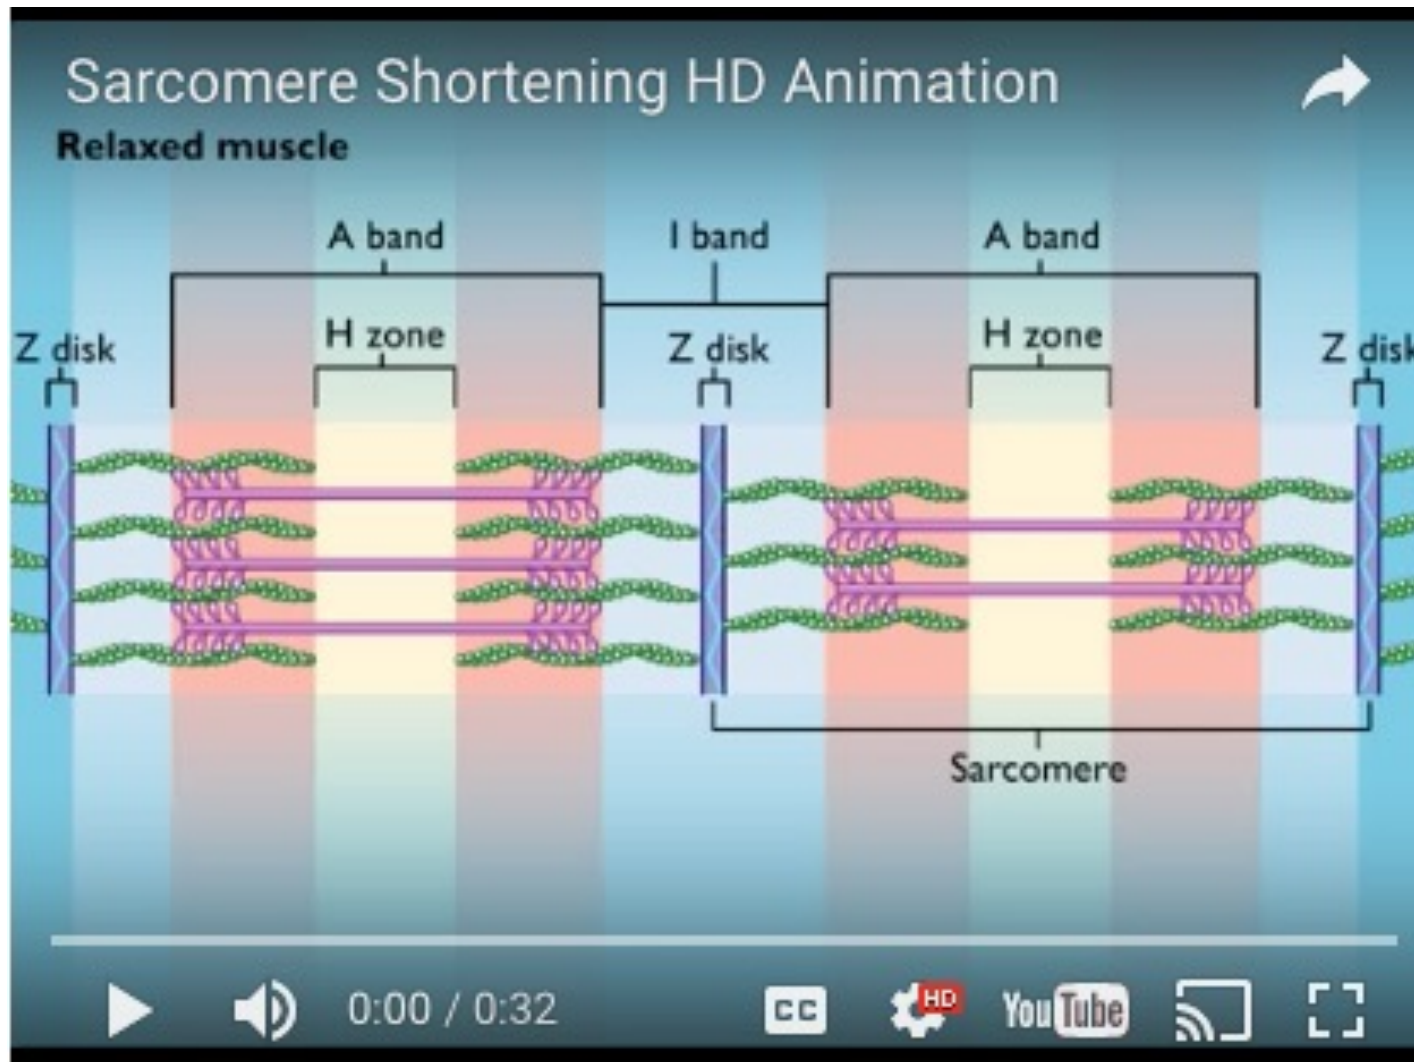 Sarcomere Shortening HD Animation
Relaxed muscle
A band I band A band
H zone H zone
Z disk Z disk Z disk
Sarcomere
0:00 / 0:32 CC HD YouTube